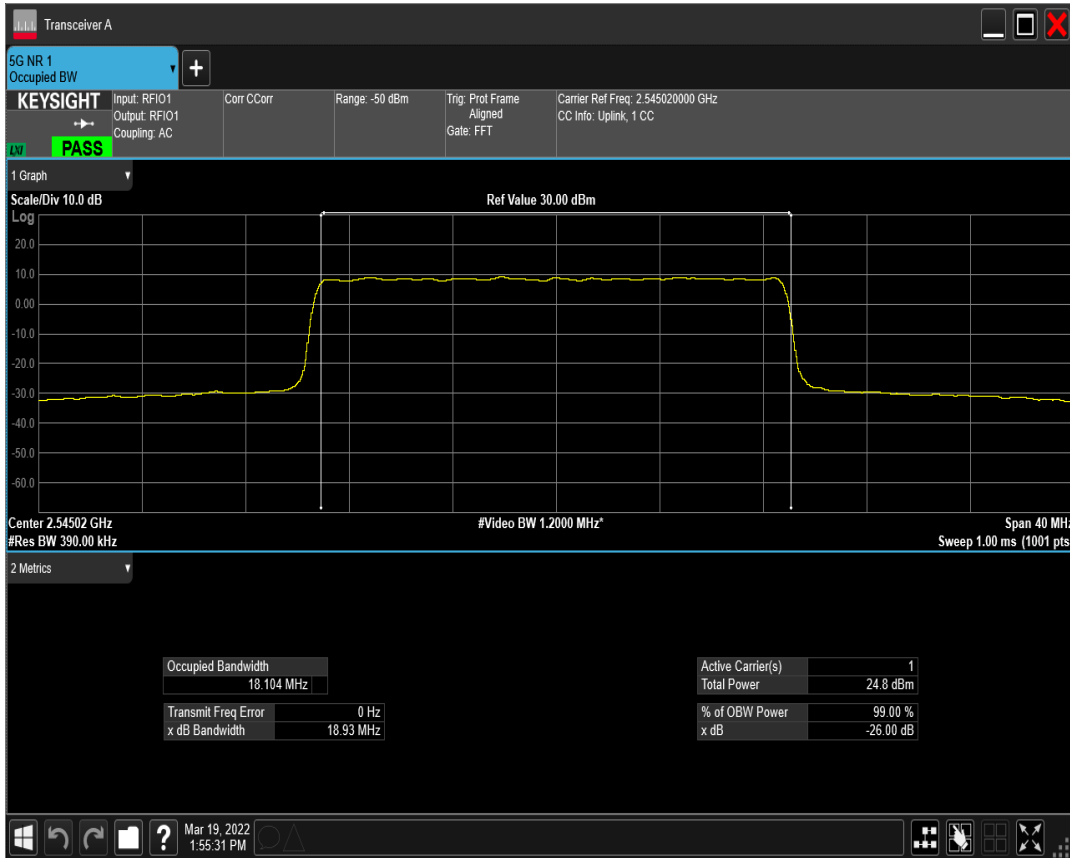 Transceiver A
5G NR 1
Occupied BW
+
KEYSIGHT
Input: RFIO1
Output: RFIO1
Coupling: AC
Corr CCorr
Range: -50 dBm
Trig: Prot Frame
Aligned
Gate: FFT
Carrier Ref Freq: 2.545020000 GHz
CC Info: Uplink, 1 CC
LXI
PASS
1 Graph
Scale/Div 10.0 dB
Ref Value 30.00 dBm
Log
20.0
10.0
0.00
-10.0
-20.0
-30.0
-40.0
-50.0
-60.0
Center 2.54502 GHz
#Video BW 1.2000 MHz*
Span 40 MHz
#Res BW 390.00 kHz
Sweep 1.00 ms (1001 pts
2 Metrics
Occupied Bandwidth
18.104 MHz
Transmit Freq Error 0 Hz
x dB Bandwidth 18.93 MHz
Active Carrier(s) 1
Total Power 24.8 dBm
% of OBW Power 99.00 %
x dB -26.00 dB
?
Mar 19, 2022
1:55:31 PM